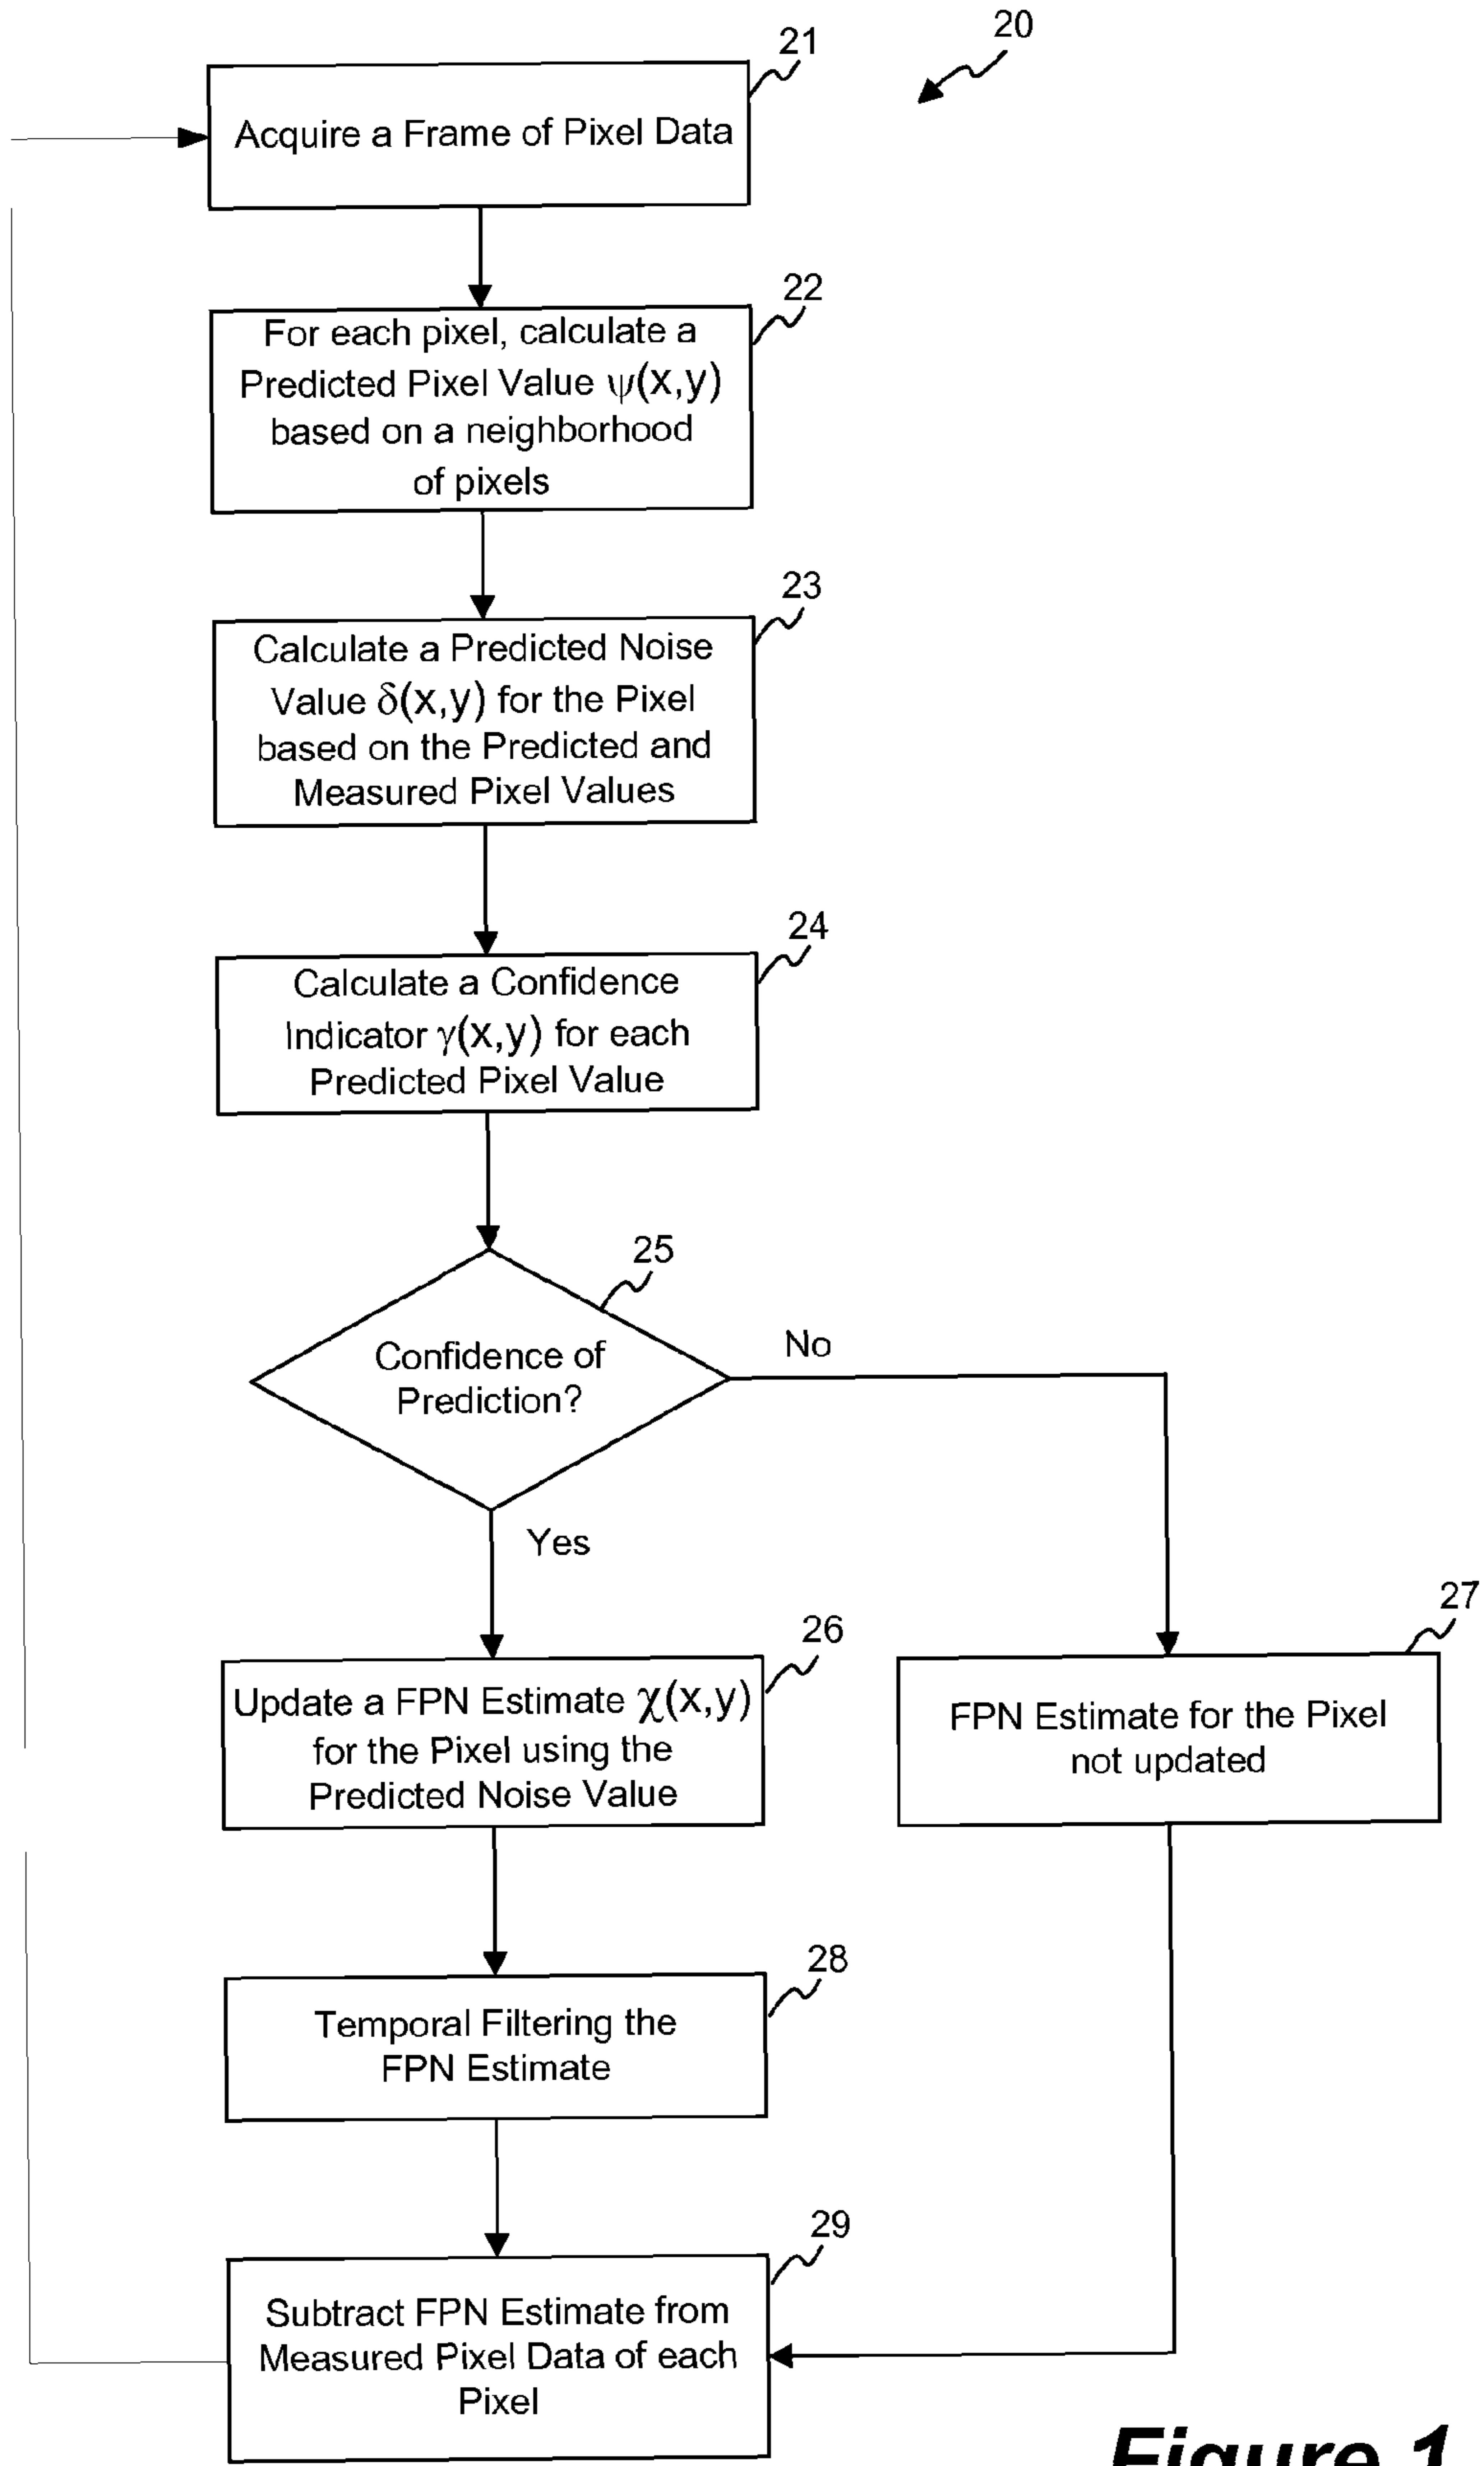 20
21
Acquire a Frame of Pixel Data
22
For each pixel, calculate a
Predicted Pixel Value ψ(x,y)
based on a neighborhood
of pixels
23
Calculate a Predicted Noise
Value δ(x,y) for the Pixel
based on the Predicted and
Measured Pixel Values
24
Calculate a Confidence
Indicator γ(x,y) for each
Predicted Pixel Value
25
Confidence of
Prediction?
No
Yes
26
Update a FPN Estimate χ(x,y)
for the Pixel using the
Predicted Noise Value
27
FPN Estimate for the Pixel
not updated
28
Temporal Filtering the
FPN Estimate
29
Subtract FPN Estimate from
Measured Pixel Data of each
Pixel
Figure 1